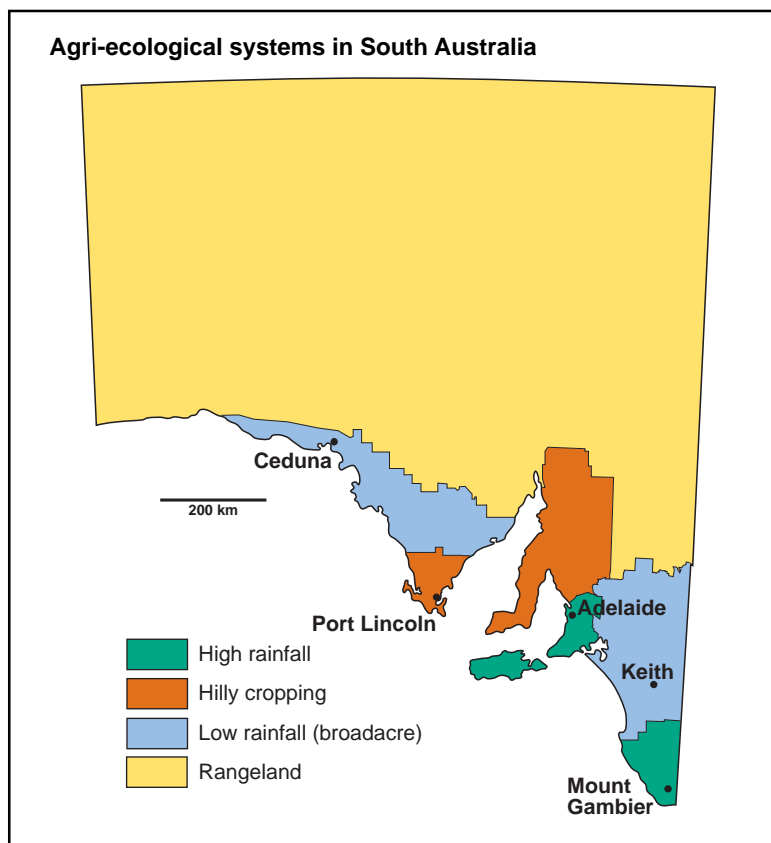 Agri-ecological systems in South Australia
Ceduna
200 km
Port Lincoln
Adelaide
Keith
High rainfall
Hilly cropping
Low rainfall (broadacre)
Rangeland
Mount
Gambier